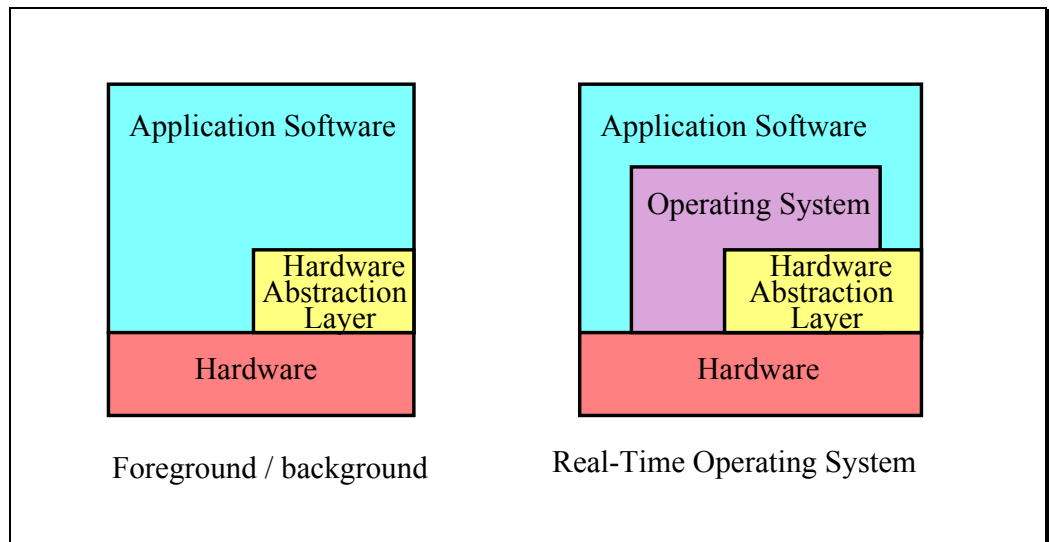 Application Software
Hardware
Abstraction
Layer
Hardware
Foreground / background
Application Software
Operating System
Hardware
Abstraction
Layer
Hardware
Real-Time Operating System